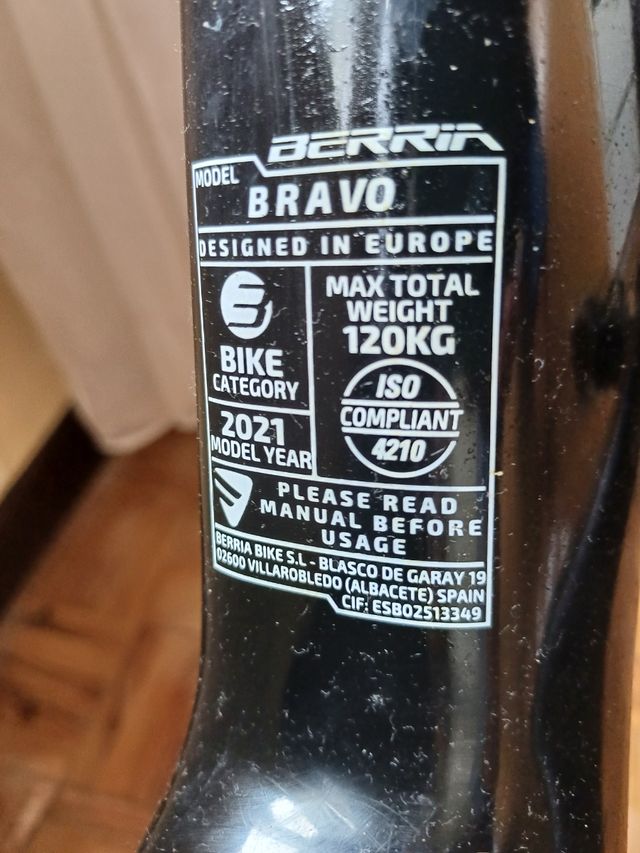 BERRIA
MODEL
BRAVO
DESIGNED IN EUROPE
BIKE
CATEGORY
2021
MODEL YEAR
MAX TOTAL
WEIGHT
120KG
ISO
COMPLIANT
4210
PLEASE READ
MANUAL BEFORE
USAGE
BERRIA BIKE S.L - BLASCO DE GARAY 19
02600 VILLAROBLEDO (ALBACETE) SPAIN
CIF: ESB02513349